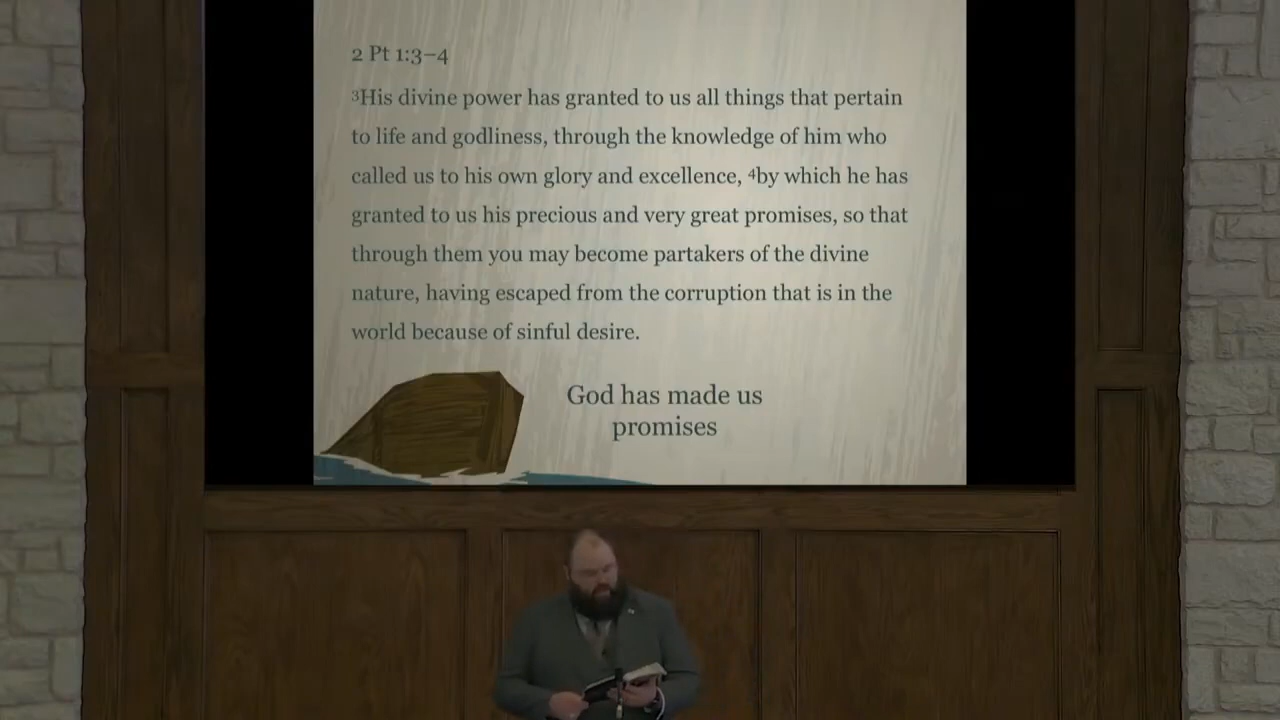 2 Pt 1:3–4
³His divine power has granted to us all things that pertain
to life and godliness, through the knowledge of him who
called us to his own glory and excellence, ⁴by which he has
granted to us his precious and very great promises, so that
through them you may become partakers of the divine
nature, having escaped from the corruption that is in the
world because of sinful desire.
God has made us
promises